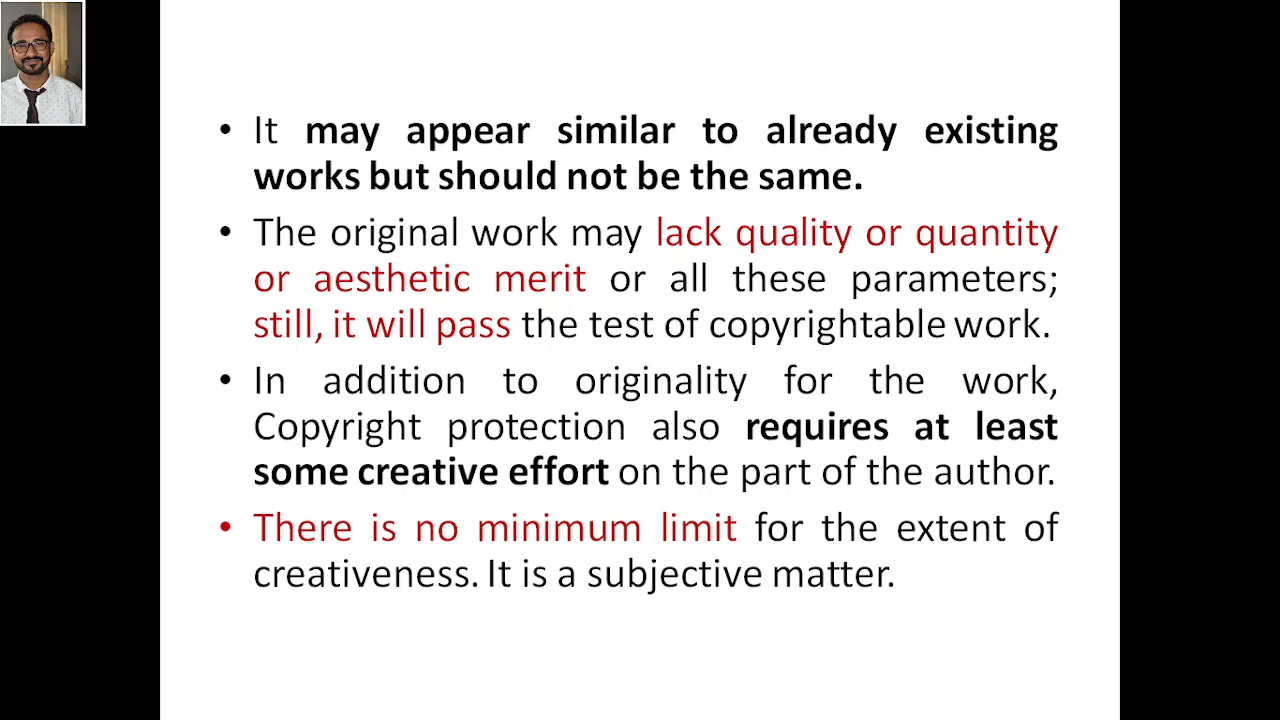 • It may appear similar to already existing
works but should not be the same.
• The original work may lack quality or quantity
or aesthetic merit or all these parameters;
still, it will pass the test of copyrightable work.
• In addition to originality for the work,
Copyright protection also requires at least
some creative effort on the part of the author.
• There is no minimum limit for the extent of
creativeness. It is a subjective matter.